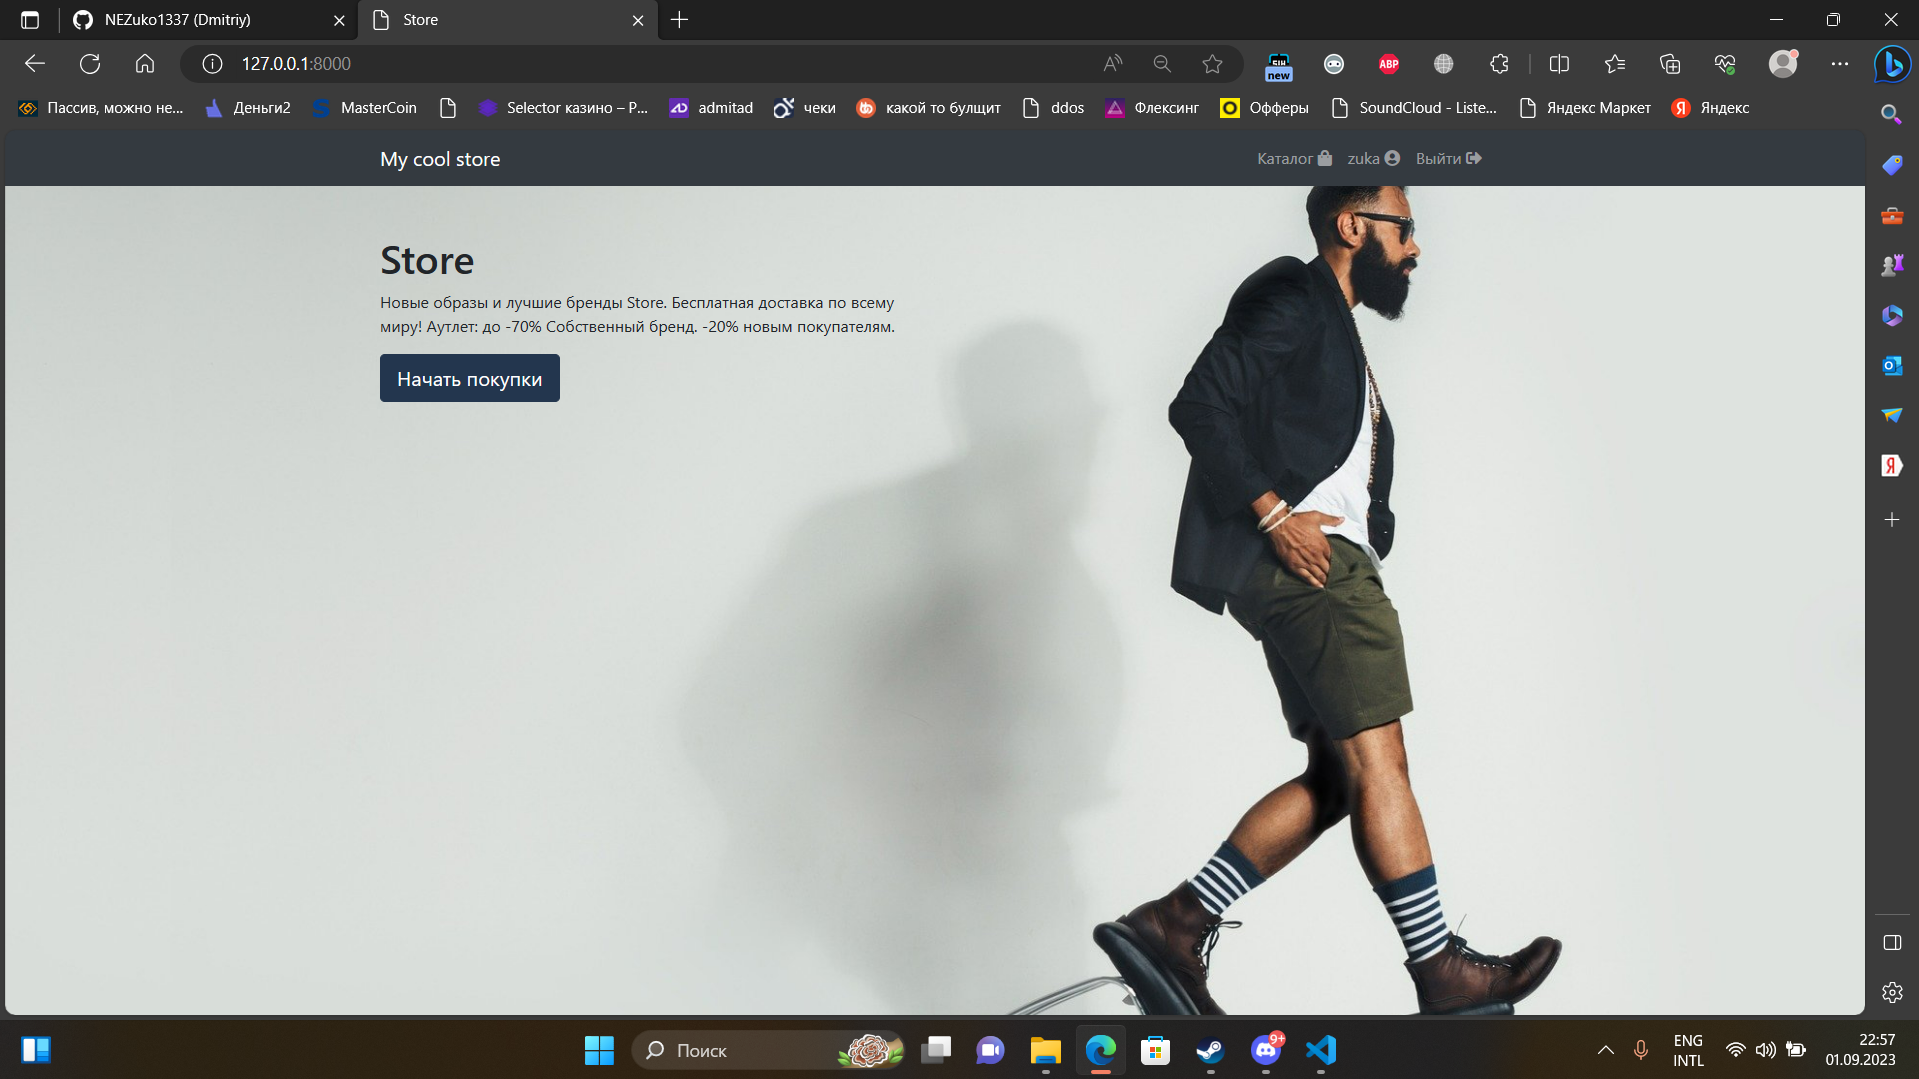 NEZuko1337 (Dmitriy)
Store
127.0.0.1:8000
new
ABP
Пассив, можно не...
Деньги2
MasterCoin
Selector казино – P...
admitad
чеки
какой то булщит
ddos
Флексинг
Офферы
SoundCloud - Liste...
Яндекс Маркет
Яндекс
My cool store
Каталог
zuka
Выйти
Store
Новые образы и лучшие бренды Store. Бесплатная доставка по всему
миру! Аутлет: до -70% Собственный бренд. -20% новым покупателям.
Начать покупки
Поиск
9+
ENG
INTL
22:57
01.09.2023